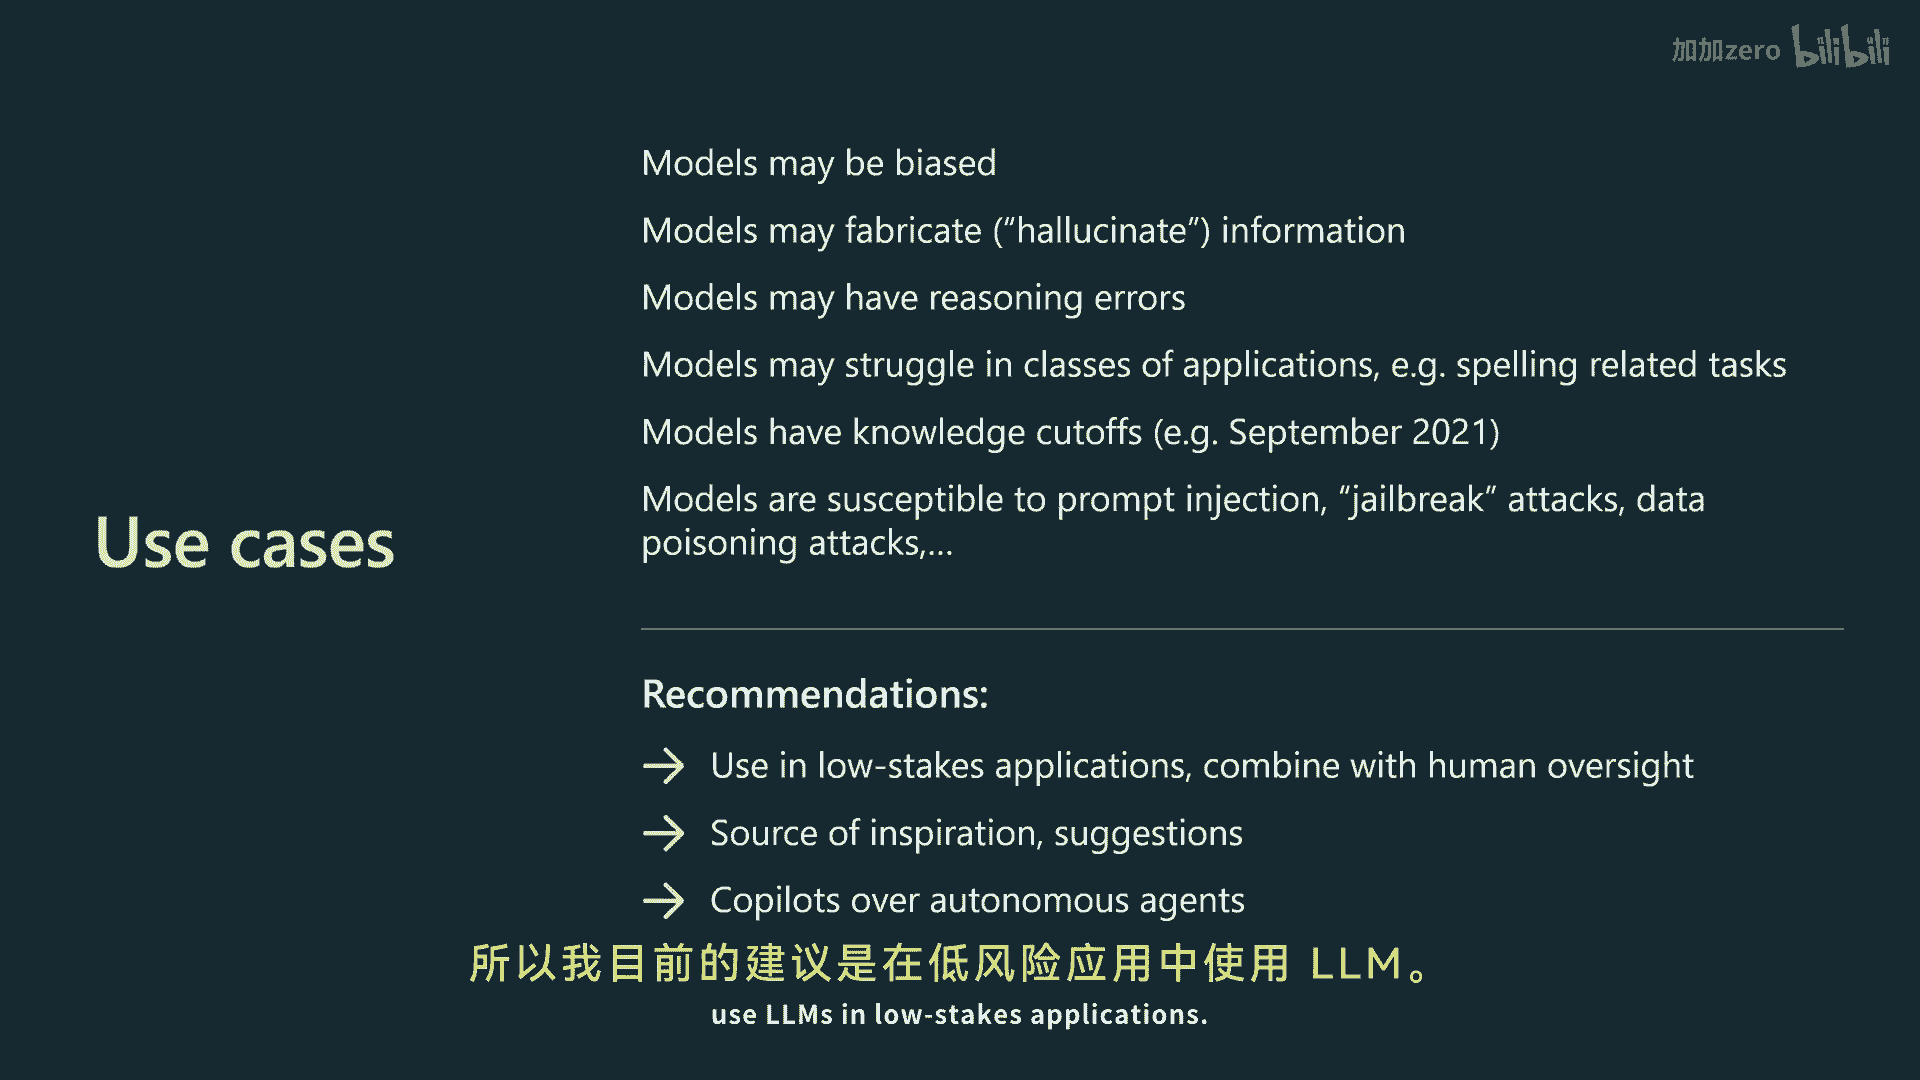 加加zero bilibili
Models may be biased
Models may fabricate (“hallucinate”) information
Models may have reasoning errors
Models may struggle in classes of applications, e.g. spelling related tasks
Models have knowledge cutoffs (e.g. September 2021)
Models are susceptible to prompt injection, “jailbreak” attacks, data
poisoning attacks,...
Use cases
Recommendations:
→ Use in low-stakes applications, combine with human oversight
→ Source of inspiration, suggestions
→ Copilots over autonomous agents
所以我目前的建议是在低风险应用中使用 LLM。
use LLMs in low-stakes applications.